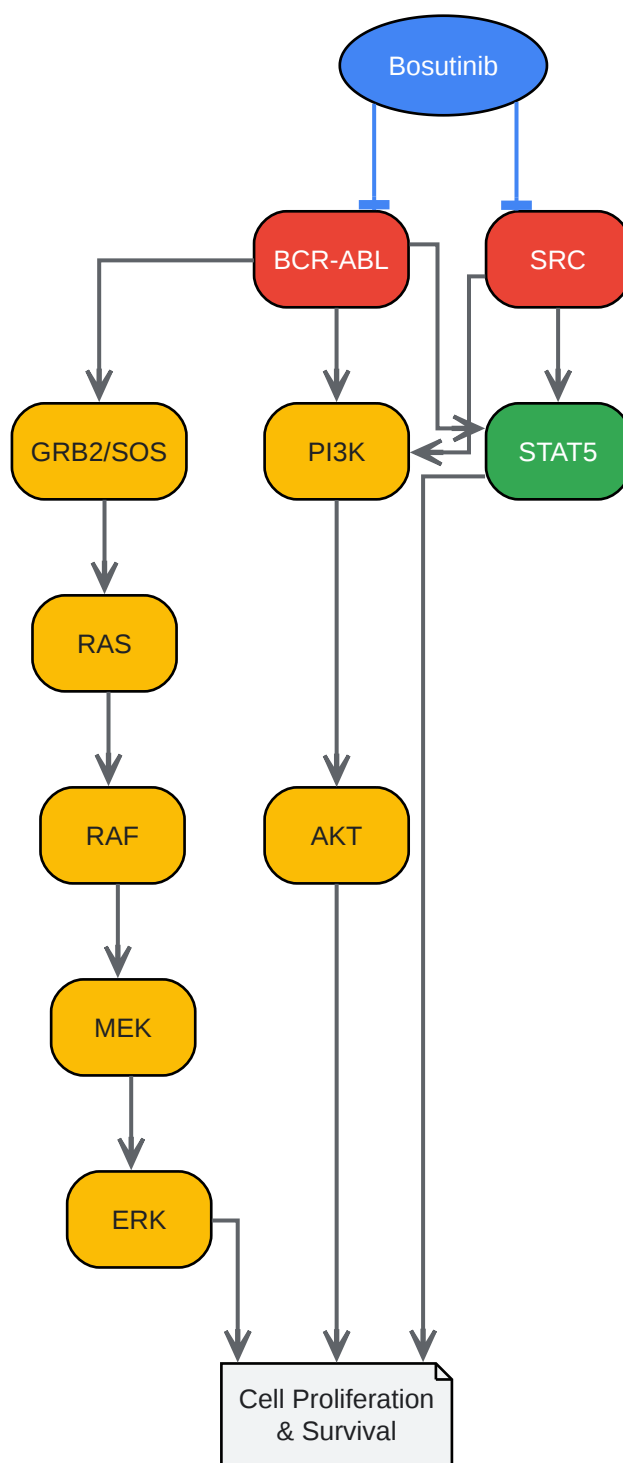 Bosutinib
BCR-ABL
SRC
GRB2/SOS
PI3K
STAT5
RAS
RAF
AKT
MEK
ERK
Cell Proliferation
& Survival